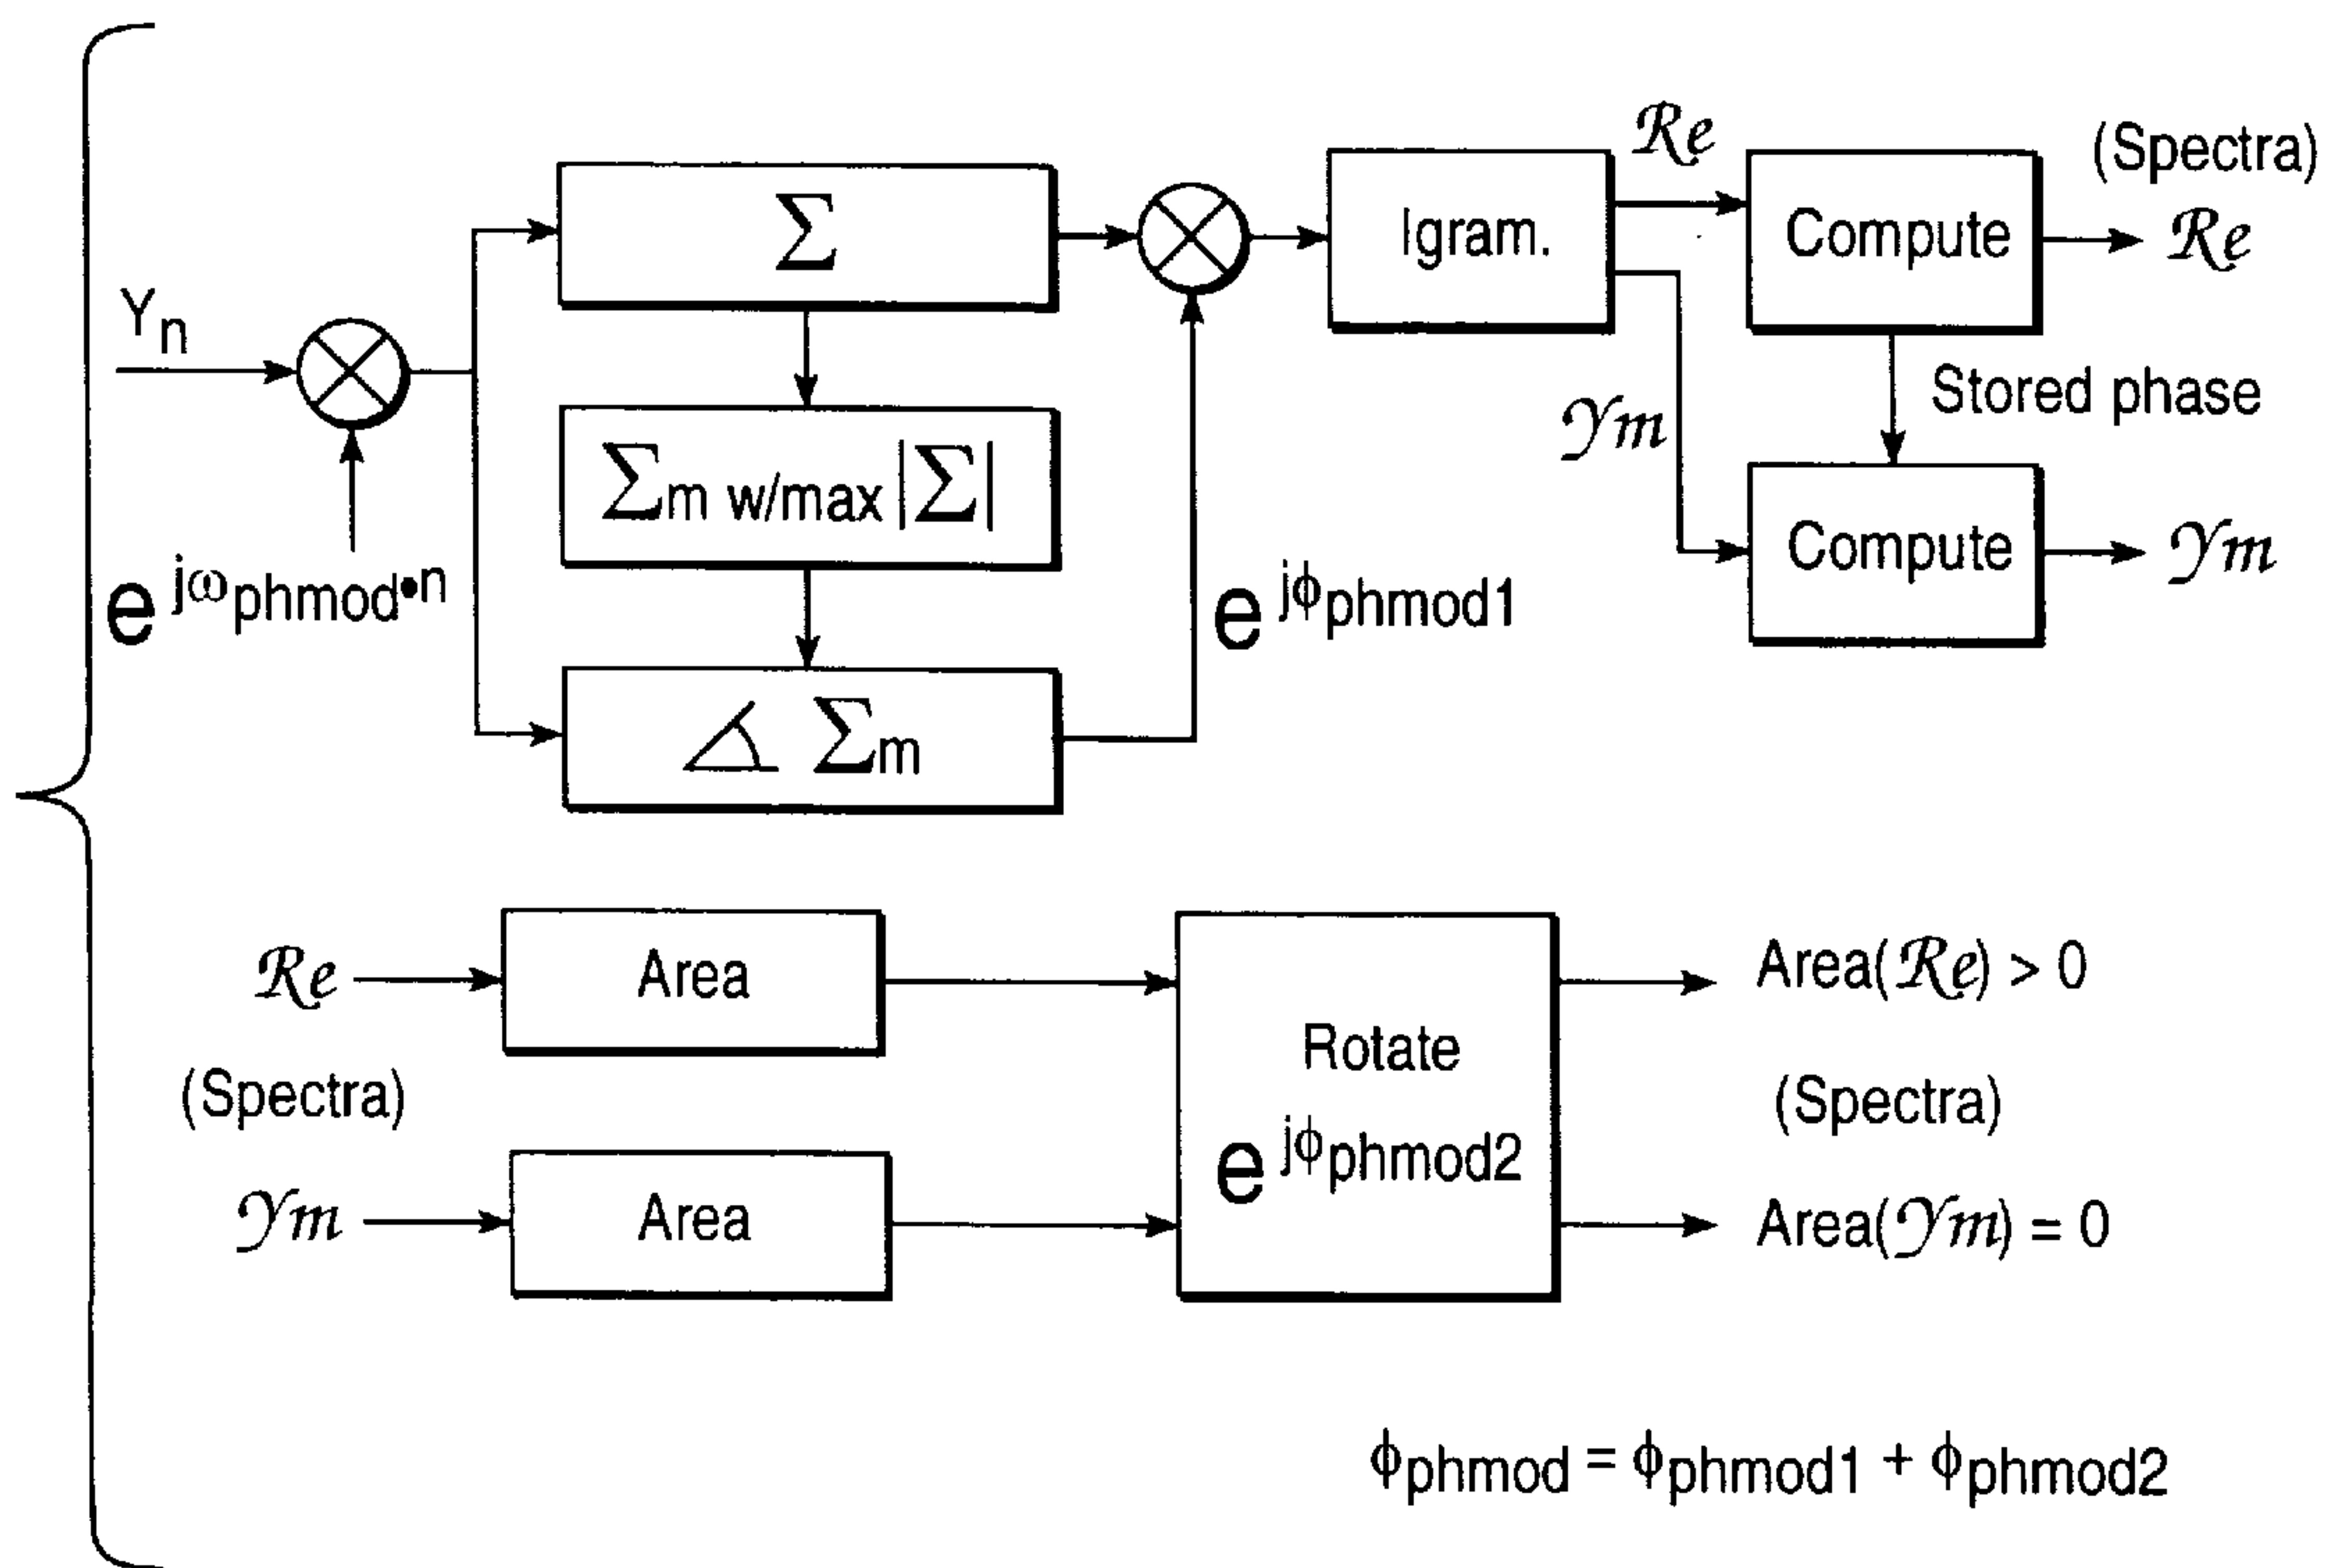 Yn
e jωphmod•n
Σ
Σm w/max |Σ|
∡ Σm
e jϕphmod1
Igram.
Re
Ym
Compute
(Spectra)
Re
Stored phase
Compute
Ym
Re
Area
(Spectra)
Ym
Area
Rotate
e jϕphmod2
Area(Re) > 0
(Spectra)
Area(Ym) = 0
ϕphmod = ϕphmod1 + ϕphmod2